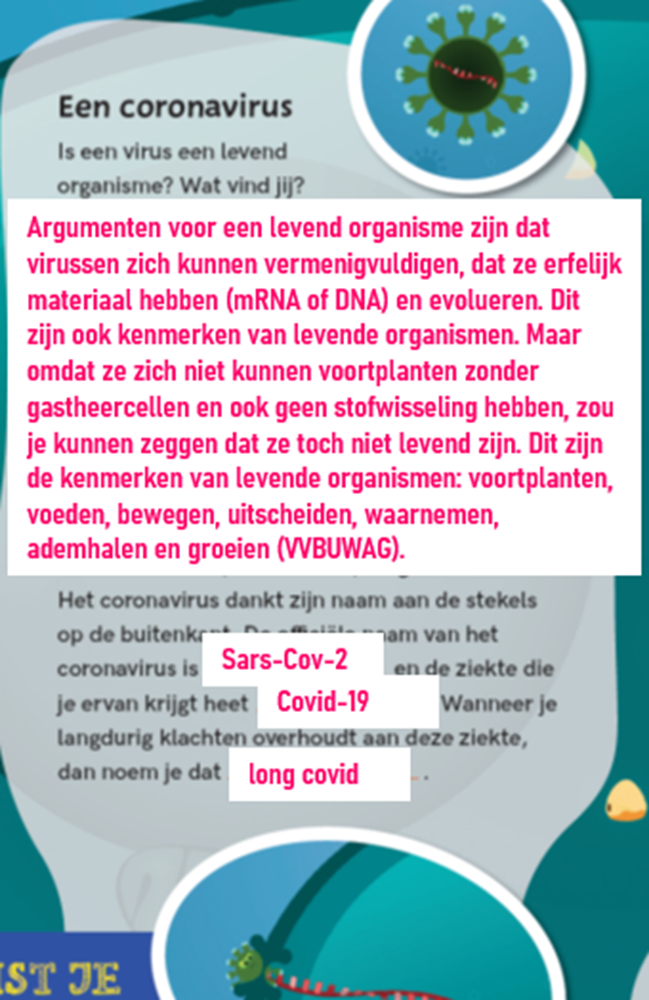 Een coronavirus
Is een virus een levend
organisme? Wat vind jij?
Argumenten voor een levend organisme zijn dat
virussen zich kunnen vermenigvuldigen, dat ze erfelijk
materiaal hebben (mRNA of DNA) en evolueren. Dit
zijn ook kenmerken van levende organismen. Maar
omdat ze zich niet kunnen voortplanten zonder
gastheercellen en ook geen stofwisseling hebben, zou
je kunnen zeggen dat ze toch niet levend zijn. Dit zijn
de kenmerken van levende organismen: voortplanten,
voeden, bewegen, uitscheiden, waarnemen,
ademhalen en groeien (VVBUWAG).
Het coronavirus dankt zijn naam aan de stekels
op de buitenkant. De officiële naam van het
coronavirus is Sars-Cov-2 en de ziekte die
je ervan krijgt heet Covid-19 Wanneer je
langdurig klachten overhoudt aan deze ziekte,
dan noem je dat long covid .
IST JE